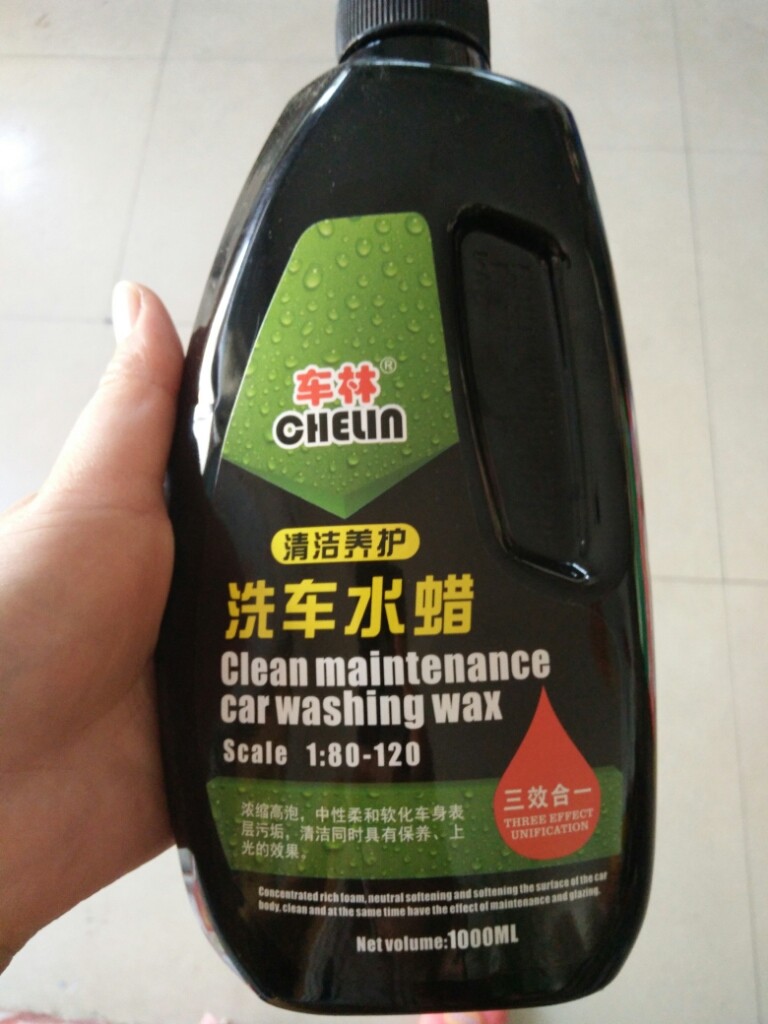 车林®
CHELIN
清洁养护
洗车水蜡
Clean maintenance
car washing wax
Scale 1:80-120
三效合一
THREE EFFECT
UNIFICATION
浓缩高泡，中性柔和软化车身表
层污垢，清洁同时具有保养、上
光的效果。
Concentrated rich foam, neutral softening and softening the surface of the car
body, clean and at the same time have the effect of maintenance and glazing.
Net volume:1000ML